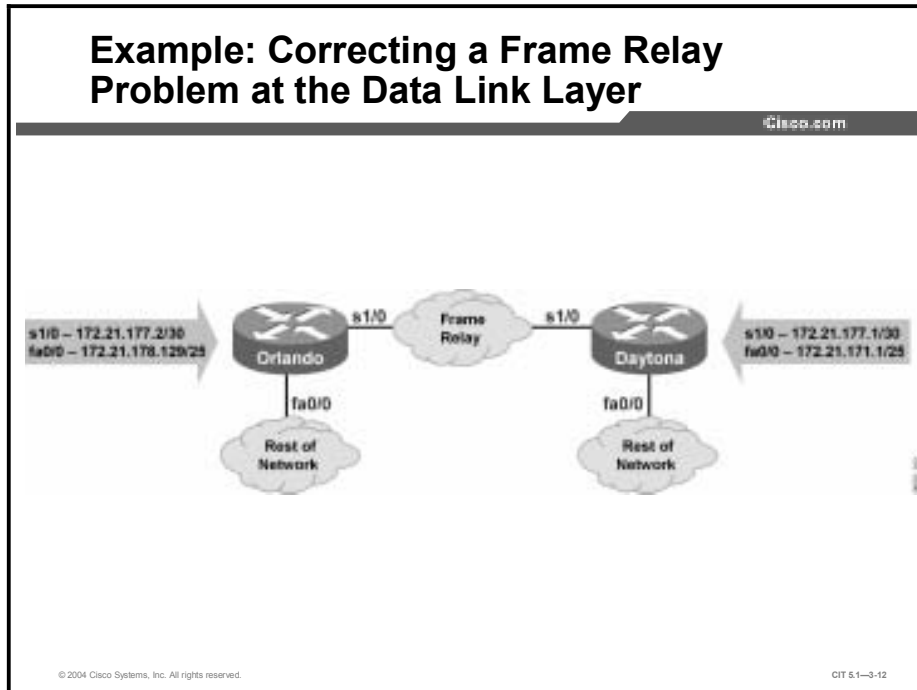 Example: Correcting a Frame Relay
Problem at the Data Link Layer
Cisco.com
s1/0 – 172.21.177.2/30
fa0/0 – 172.21.178.129/25
Orlando
s1/0
Frame
Relay
s1/0
Daytona
s1/0 – 172.21.177.1/30
fa0/0 – 172.21.171.1/25
fa0/0
fa0/0
Rest of
Network
Rest of
Network
© 2004 Cisco Systems, Inc. All rights reserved.
CIT 5.1—3-12